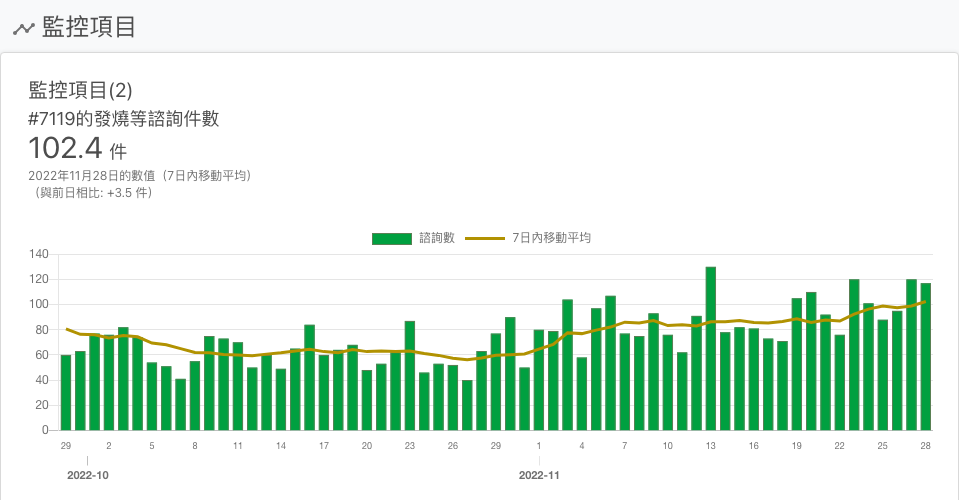 監控項目
監控項目(2)
#7119的發燒等諮詢件數
102.4 件
2022年11月28日的數值（7日內移動平均）
（與前日相比: +3.5 件）
諮詢數 7日內移動平均
140
120
100
80
60
40
20
0
29 2 5 8 11 14 17 20 23 26 29 1 4 7 10 13 16 19 22 25 28
2022-10 2022-11